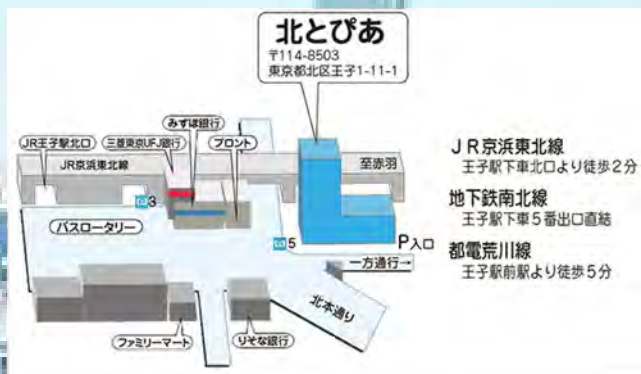 北とぴあ
〒114-8503
東京都北区王子1-11-1
みずほ銀行
JR王子駅北口
三菱東京UFJ銀行
プロント
JR京浜東北線
至赤羽
3
バスロータリー
5
P入口
一方通行→
北本通り
ファミリーマート
りそな銀行
JR京浜東北線
王子駅下車北口より徒歩2分
地下鉄南北線
王子駅下車5番出口直結
都電荒川線
王子駅前駅より徒歩5分